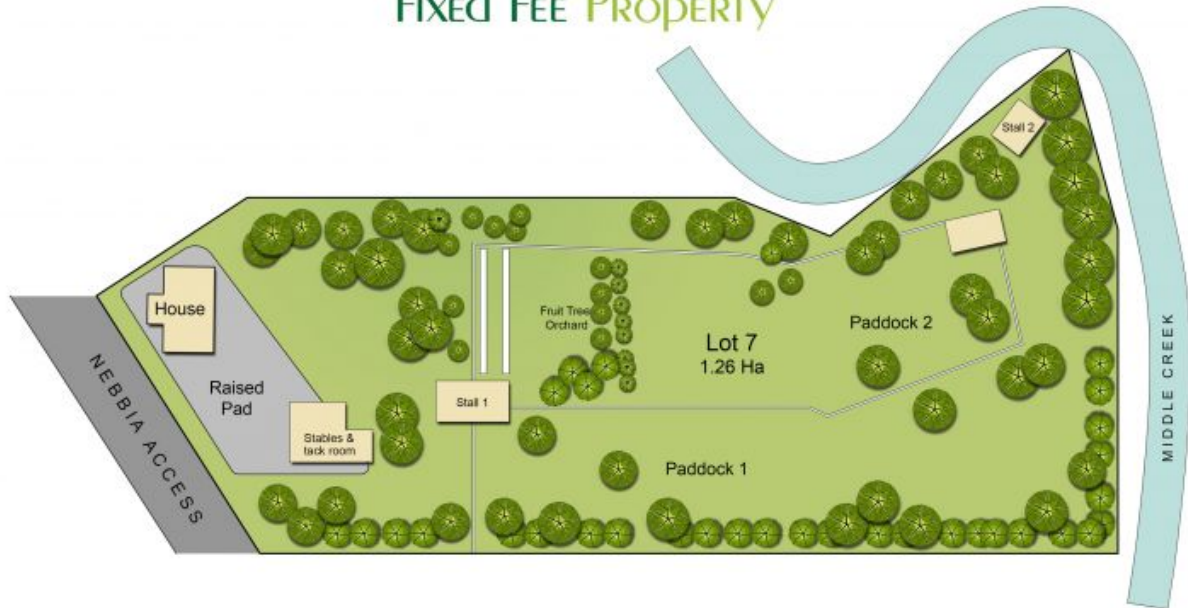 FIXED FEE PROPERTY
Stall 2
House
Fruit Tree
Orchard
Lot 7
1.26 Ha
Paddock 2
NEBBIA ACCESS
Raised
Pad
Stall 1
Stables &
tack room
Paddock 1
MIDDLE CREEK